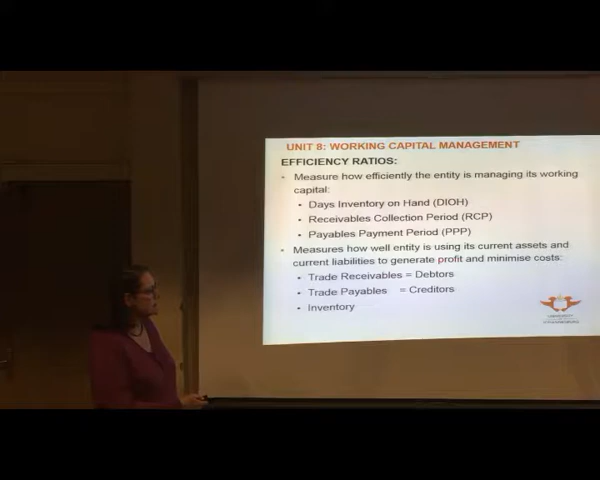 UNIT 8: WORKING CAPITAL MANAGEMENT
EFFICIENCY RATIOS:
• Measure how efficiently the entity is managing its working
capital:
• Days Inventory on Hand (DIOH)
• Receivables Collection Period (RCP)
• Payables Payment Period (PPP)
• Measures how well entity is using its current assets and
current liabilities to generate profit and minimise costs:
• Trade Receivables = Debtors
• Trade Payables = Creditors
• Inventory
UNIVERSITY
JOHANNESBURG